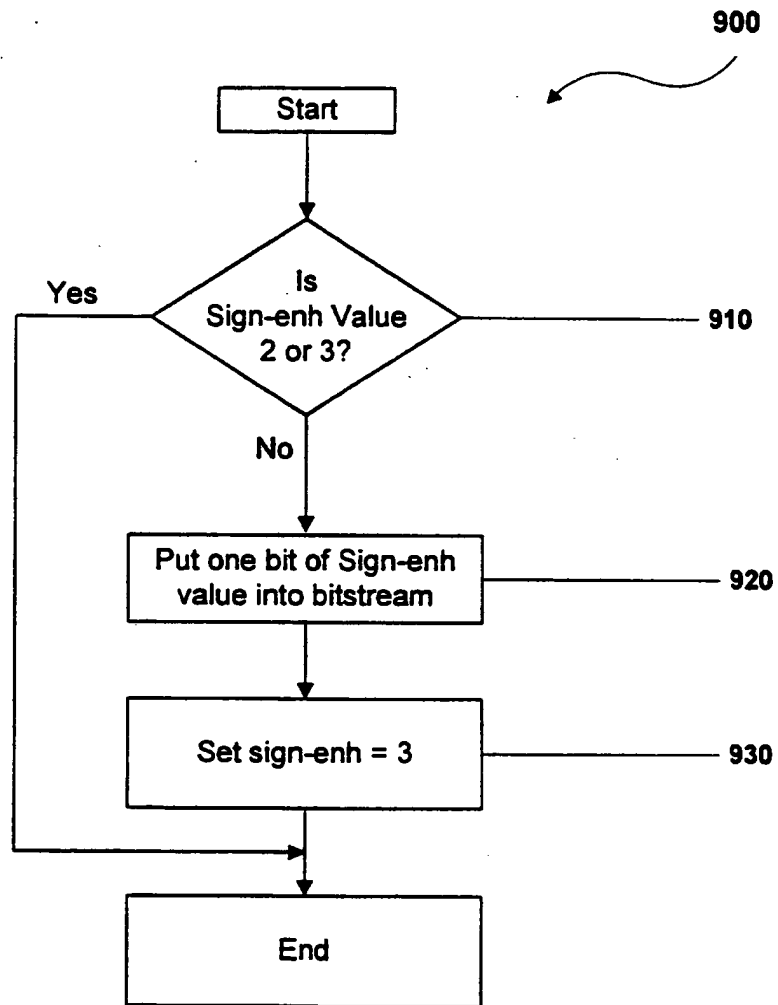 900
Start
Is
Sign-enh Value
2 or 3?
Yes
910
No
Put one bit of Sign-enh
value into bitstream
920
Set sign-enh = 3
930
End